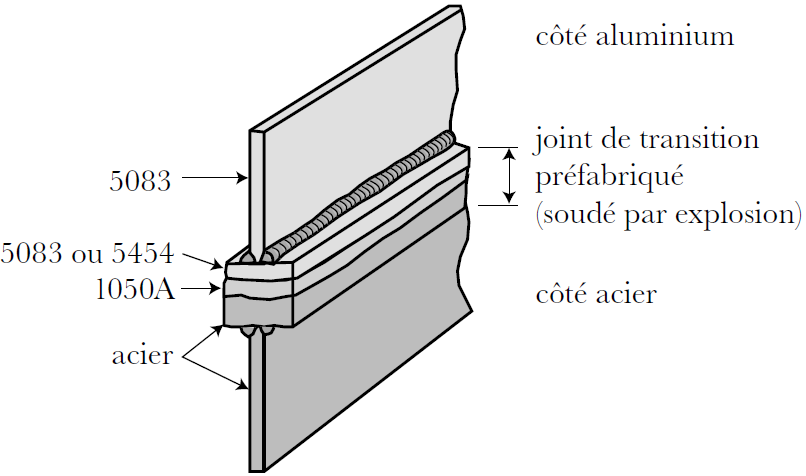 côté aluminium
joint de transition
préfabriqué
(soudé par explosion)
5083
5083 ou 5454
1050A
côté acier
acier